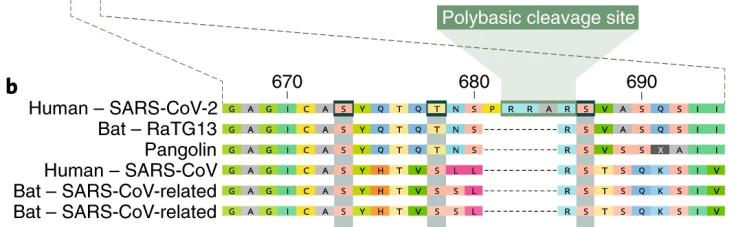 Polybasic cleavage site
b
670 680 690
Human – SARS-CoV-2 G A G I C A S Y Q T Q T N S P R R A R S V A S Q S I I
Bat – RaTG13 G A G I C A S Y Q T Q T N S ----------- R S V A S Q S I I
Pangolin G A G I C A S Y Q T Q T N S ----------- R S V S S X A I I
Human – SARS-CoV G A G I C A S Y H T V S L L ----------- R S T S Q K S I V
Bat – SARS-CoV-related G A G I C A S Y H T V S S L ----------- R S T S Q K S I V
Bat – SARS-CoV-related G A G I C A S Y H T V S S L ----------- R S T S Q K S I V